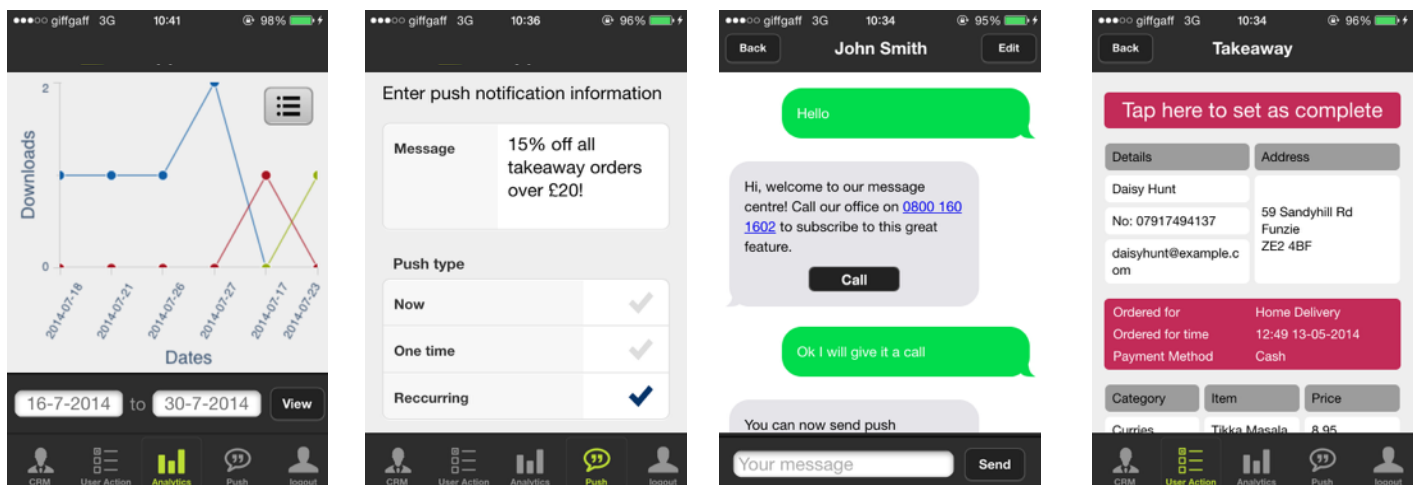 giffgaff 3G 10:41 98%
2
Downloads
0
2014-07-18
2014-07-21
2014-07-26
2014-07-27
2014-07-17
2014-07-23
Dates
16-7-2014 to 30-7-2014 View
CRM User Action Analytics Push logout
giffgaff 3G 10:36 96%
Enter push notification information
Message
15% off all
takeaway orders
over £20!
Push type
Now
One time
Reccurring
CRM User Action Analytics Push logout
giffgaff 3G 10:34 95%
Back John Smith Edit
Hello
Hi, welcome to our message
centre! Call our office on 0800 160
1602 to subscribe to this great
feature.
Call
Ok I will give it a call
You can now send push
Your message Send
giffgaff 3G 10:34 96%
Back Takeaway
Tap here to set as complete
Details Address
Daisy Hunt
No: 07917494137
daisyhunt@example.c
om
59 Sandyhill Rd
Funzie
ZE2 4BF
Ordered for Home Delivery
Ordered for time 12:49 13-05-2014
Payment Method Cash
Category Item Price
Curries Tikka Masala 8.95
CRM User Action Analytics Push logout